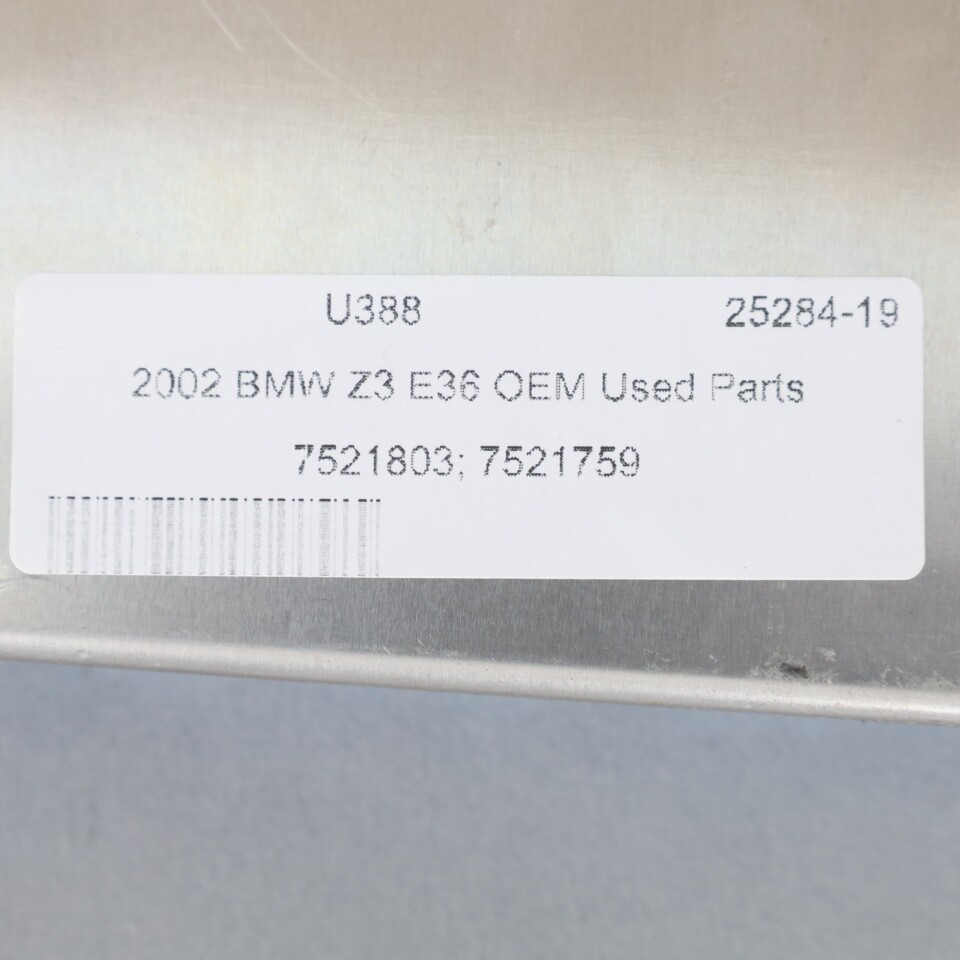 U388 25284-19
2002 BMW Z3 E36 OEM Used Parts
7521803; 7521759